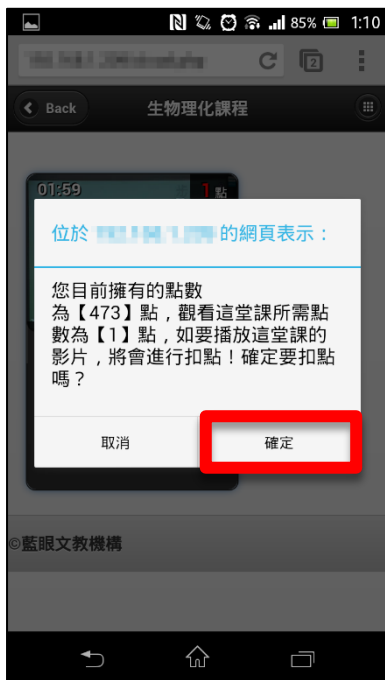 85% 1:10
2
Back 生物理化課程
01:59 1 點
位於 的網頁表示：
您目前擁有的點數
為【473】點，觀看這堂課所需點
數為【1】點，如要播放這堂課的
影片，將會進行扣點！確定要扣點
嗎？
取消 確定
©藍眼文教機構